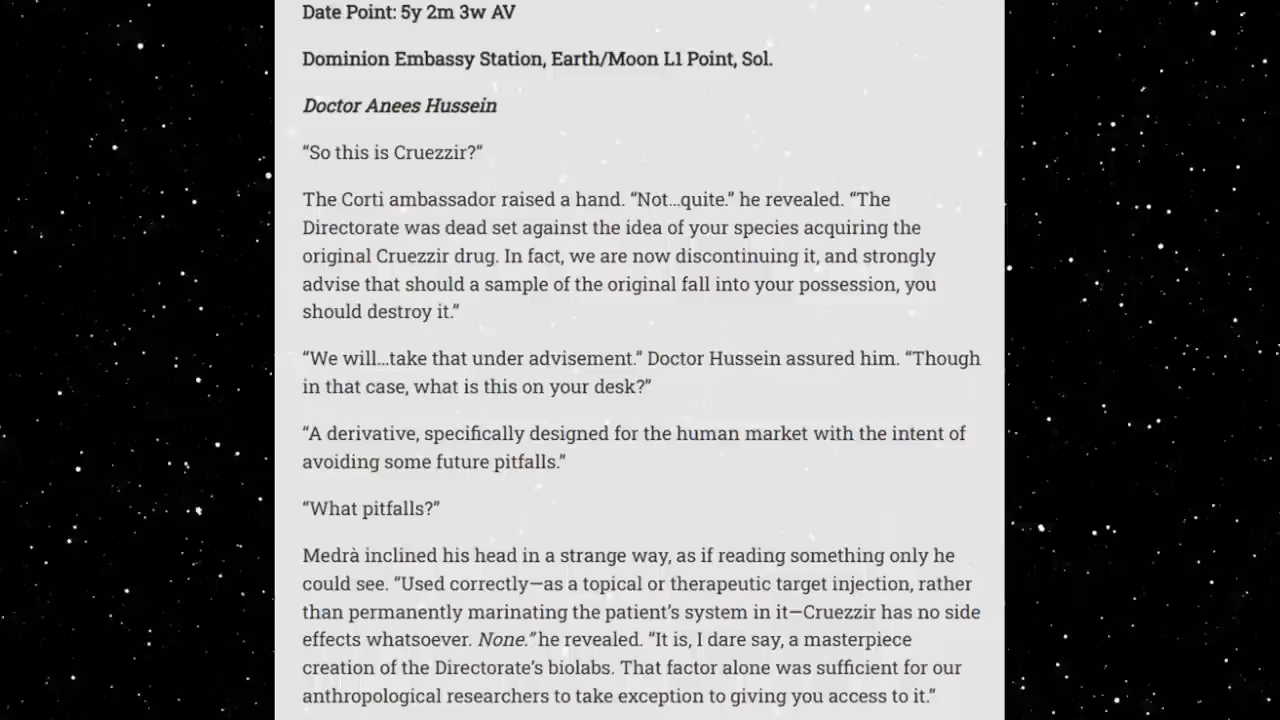 Date Point: 5y 2m 3w AV
Dominion Embassy Station, Earth/Moon L1 Point, Sol.
Doctor Anees Hussein
“So this is Cruezzir?”
The Corti ambassador raised a hand. “Not…quite.” he revealed. “The
Directorate was dead set against the idea of your species acquiring the
original Cruezzir drug. In fact, we are now discontinuing it, and strongly
advise that should a sample of the original fall into your possession, you
should destroy it.”
“We will…take that under advisement.” Doctor Hussein assured him. “Though
in that case, what is this on your desk?”
“A derivative, specifically designed for the human market with the intent of
avoiding some future pitfalls.”
“What pitfalls?”
Medrà inclined his head in a strange way, as if reading something only he
could see. “Used correctly—as a topical or therapeutic target injection, rather
than permanently marinating the patient’s system in it—Cruezzir has no side
effects whatsoever. None.” he revealed. “It is, I dare say, a masterpiece
creation of the Directorate’s biolabs. That factor alone was sufficient for our
anthropological researchers to take exception to giving you access to it.”